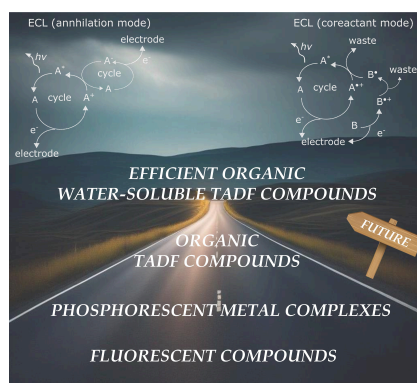 ECL (annhilation mode)
electrode
hν
A*
A⁺
e⁻
cycle
A⁻
A
A
cycle
A⁺
e⁻
electrode
ECL (coreactant mode)
waste
hν
A*
B•
waste
A
cycle
A•⁺
B•⁺
e⁻
B
electrode
e⁻
EFFICIENT ORGANIC
WATER-SOLUBLE TADF COMPOUNDS
FUTURE
ORGANIC
TADF COMPOUNDS
PHOSPHORESCENT METAL COMPLEXES
FLUORESCENT COMPOUNDS